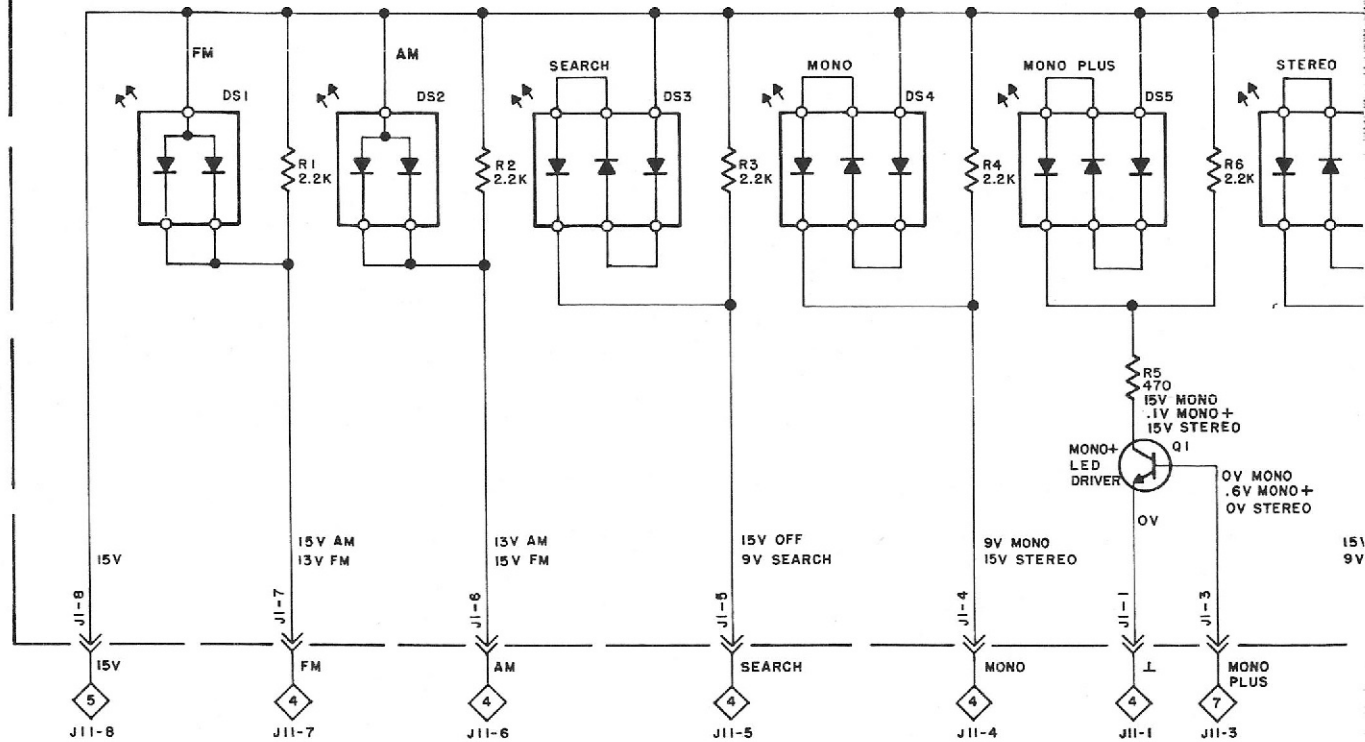 FM
AM
SEARCH
MONO
MONO PLUS
STEREO
DS1
DS2
DS3
DS4
DS5
R1
2.2K
R2
2.2K
R3
2.2K
R4
2.2K
R6
2.2K
R5
470
15V MONO
.1V MONO+
15V STEREO
Q1
MONO+
LED
DRIVER
0V MONO
.6V MONO+
0V STEREO
0V
15V
15V AM
13V FM
13V AM
15V FM
15V OFF
9V SEARCH
9V MONO
15V STEREO
15V
9V
J1-8
J1-7
J1-6
J1-5
J1-4
J1-1
J1-3
15V
FM
AM
SEARCH
MONO
MONO
PLUS
5
4
4
4
4
4
7
J11-8
J11-7
J11-6
J11-5
J11-4
J11-1
J11-3